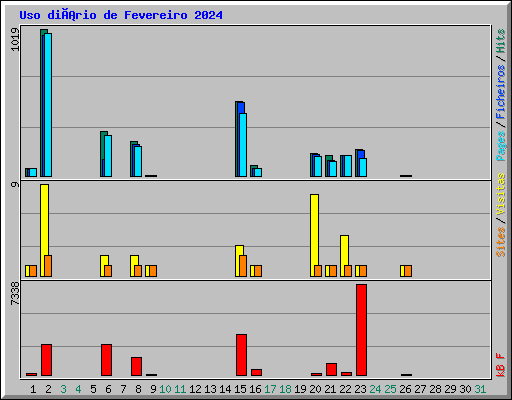 Uso diÃ¡rio de Fevereiro 2024
1019
9
7338
Pages / Ficheiros / Hits
Sites / Visitas
kB F
1 2 3 4 5 6 7 8 9 10 11 12 13 14 15 16 17 18 19 20 21 22 23 24 25 26 27 28 29 30 31